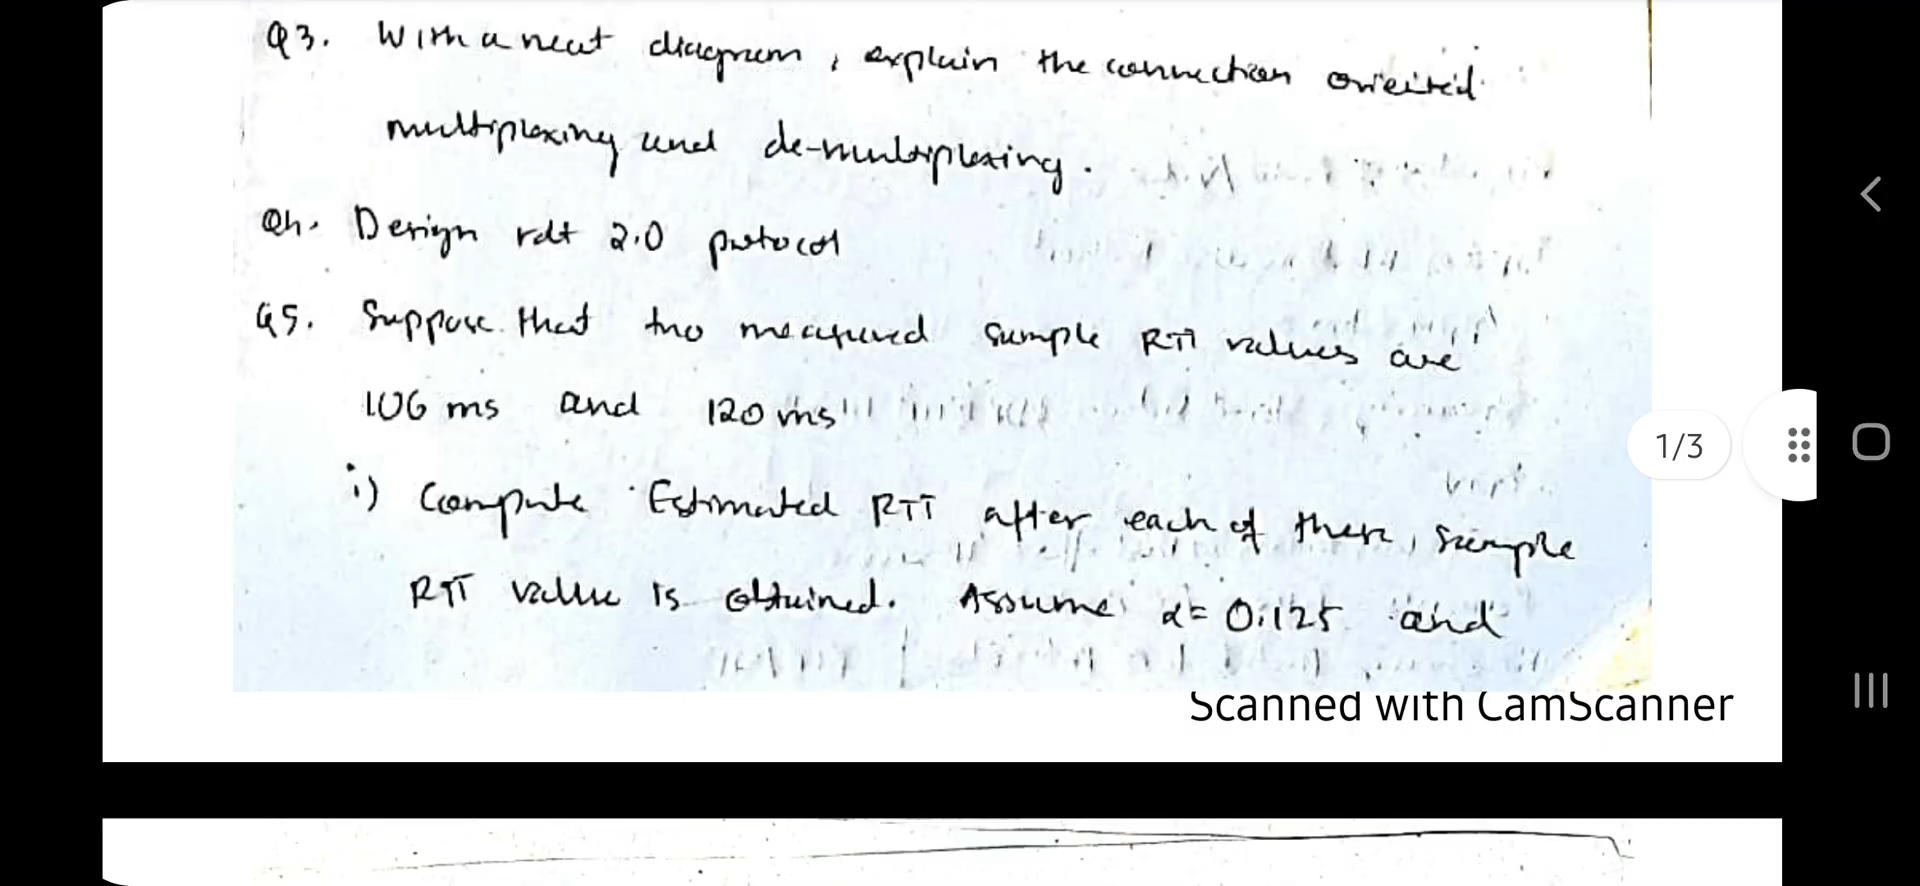 Q3. With a neat diagram, explain the connection oriented
multiplexing and de-multiplexing.
Q4. Design rdt 2.0 protocol
Q5. Suppose that two measured sample RTT values are
106 ms and 120 ms
i) Compute Estimated RTT after each of these sample
RTT value is obtained. Assume α = 0.125 and
1/3
Scanned with CamScanner